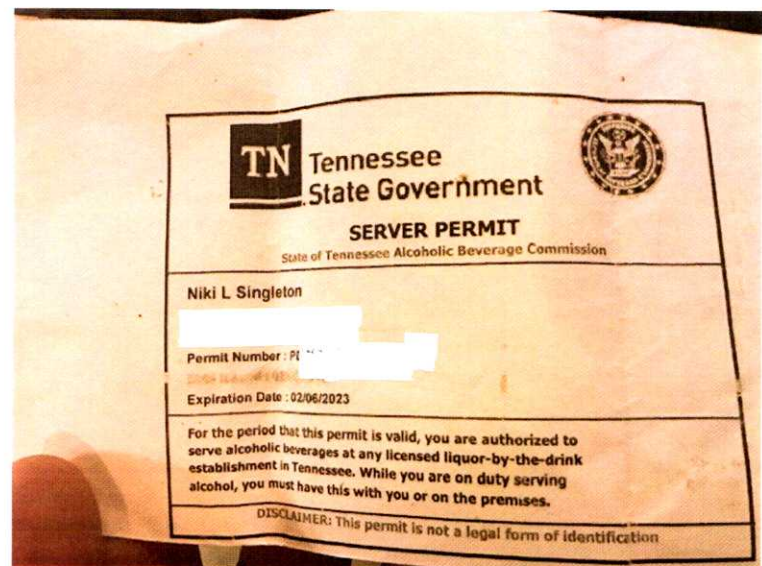 TN
Tennessee
State Government
SERVER PERMIT
State of Tennessee Alcoholic Beverage Commission
Niki L Singleton
Permit Number :
Expiration Date : 02/06/2023
For the period that this permit is valid, you are authorized to
serve alcoholic beverages at any licensed liquor-by-the-drink
establishment in Tennessee. While you are on duty serving
alcohol, you must have this with you or on the premises.
DISCLAIMER: This permit is not a legal form of identification